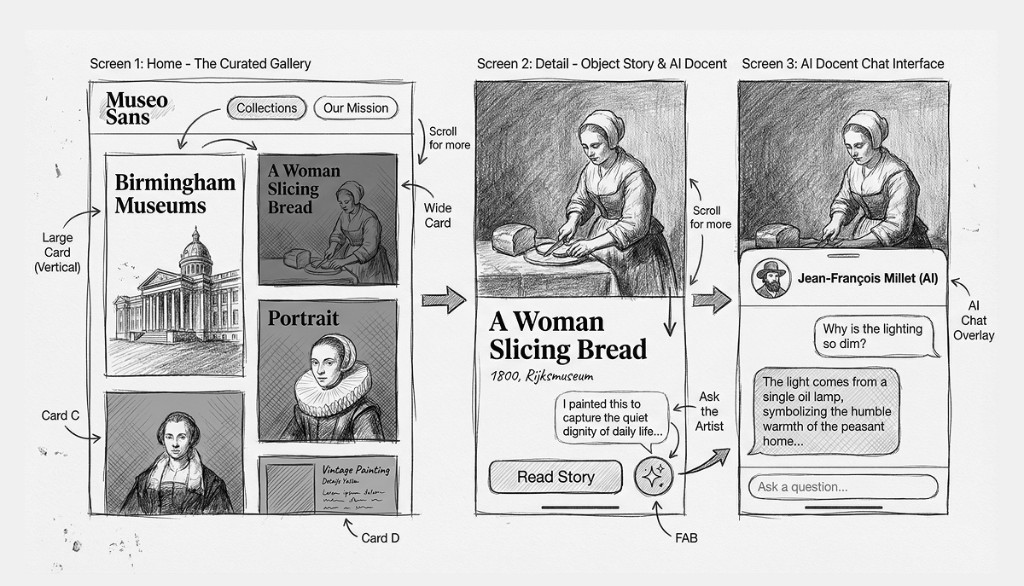 Screen 1: Home - The Curated Gallery
Museo
Sans
Collections
Our Mission
Scroll
for more
Birmingham
Museums
A Woman
Slicing
Bread
Large
Card
(Vertical)
Wide
Card
Portrait
Card C
Vintage Painting
Details
Lorem ipsum dolorem
Card D
Screen 2: Detail - Object Story & AI Docent
Scroll
for more
A Woman
Slicing Bread
1800, Rijksmuseum
I painted this to
capture the quiet
dignity of daily life...
Ask
the
Artist
Read Story
FAB
Screen 3: AI Docent Chat Interface
Jean-François Millet (AI)
AI
Chat
Overlay
Why is the lighting
so dim?
The light comes from a
single oil lamp,
symbolizing the humble
warmth of the peasant
home...
Ask a question...